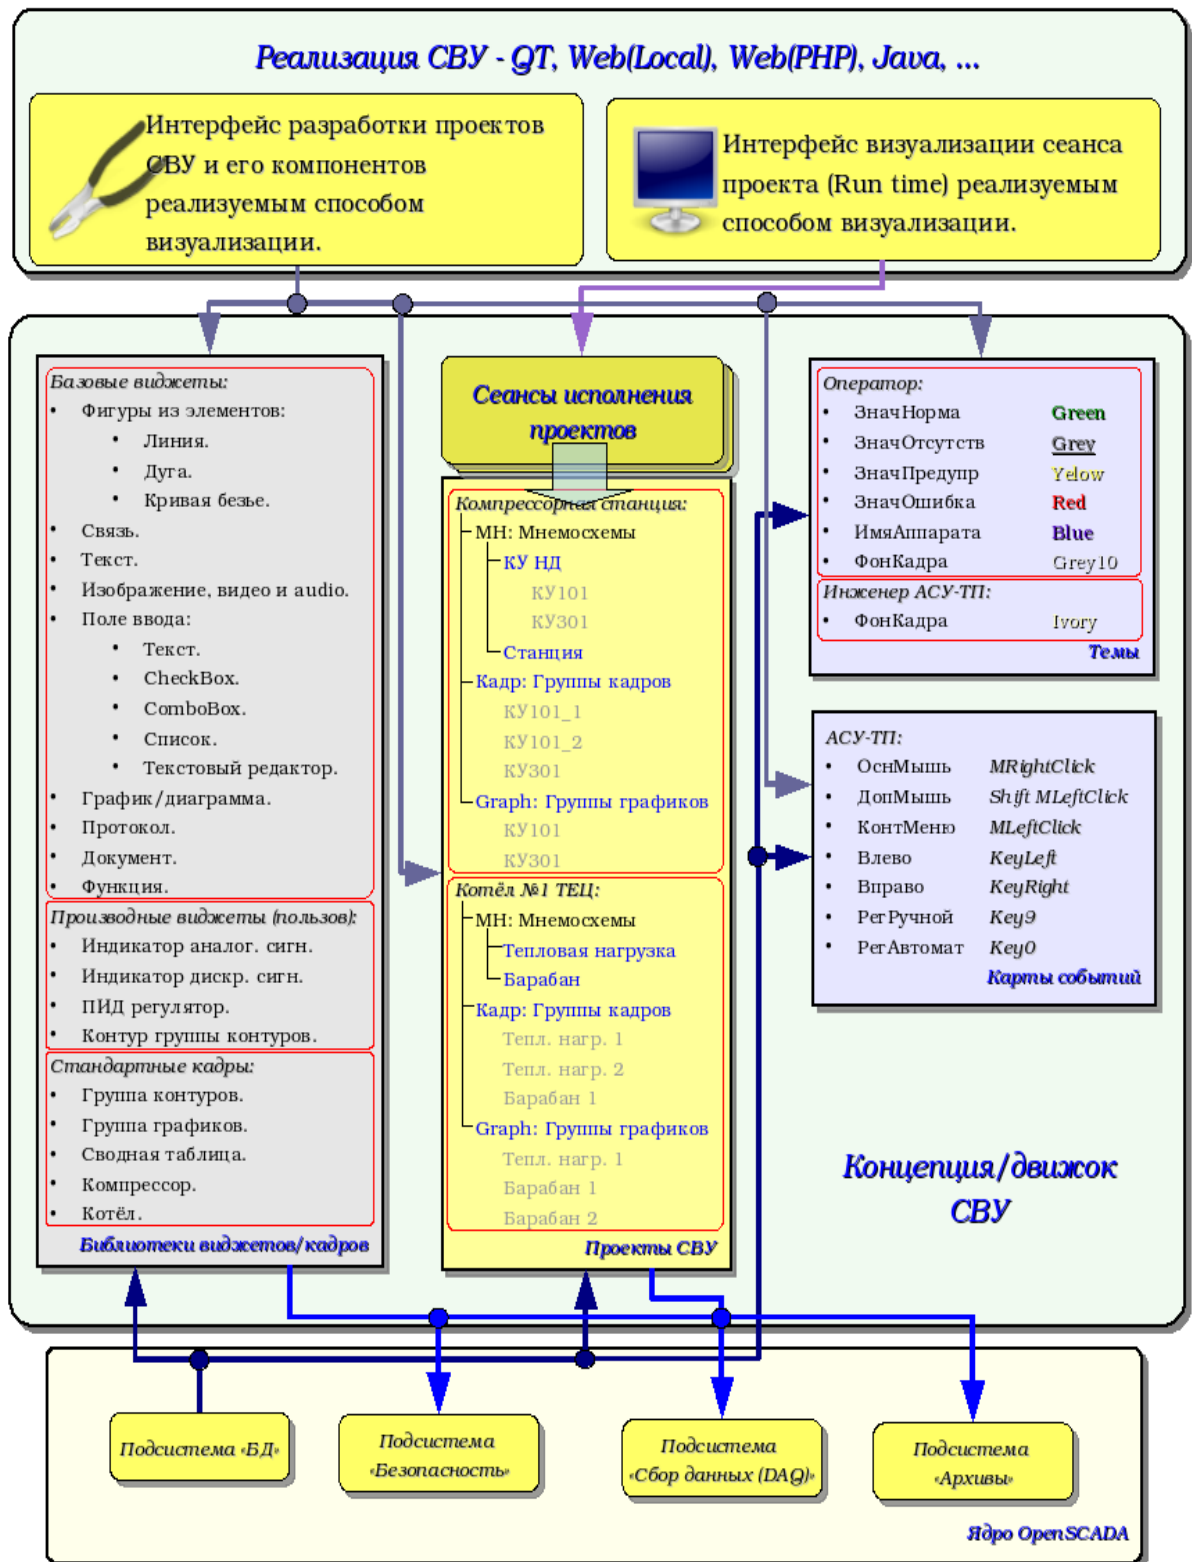 Реализация СВУ - QT, Web(Local), Web(PHP), Java, ...
Интерфейс разработки проектов
СВУ и его компонентов
реализуемым способом
визуализации.
Интерфейс визуализации сеанса
проекта (Run time) реализуемым
способом визуализации.
Базовые виджеты:
• Фигуры из элементов:
• Линия.
• Дуга.
• Кривая безье.
• Связь.
• Текст.
• Изображение, видео и audio.
• Поле ввода:
• Текст.
• CheckBox.
• ComboBox.
• Список.
• Текстовый редактор.
• График/диаграмма.
• Протокол.
• Документ.
• Функция.
Производные виджеты (пользов):
• Индикатор аналог. сигн.
• Индикатор дискр. сигн.
• ПИД регулятор.
• Контур группы контуров.
Стандартные кадры:
• Группа контуров.
• Группа графиков.
• Сводная таблица.
• Компрессор.
• Котёл.
Библиотеки виджетов/кадров
Сеансы исполнения
проектов
Компрессорная станция:
МН: Мнемосхемы
КУ НД
КУ101
КУ301
Станция
Кадр: Группы кадров
КУ101_1
КУ101_2
КУ301
Graph: Группы графиков
КУ101
КУ301
Котёл №1 ТЕЦ:
МН: Мнемосхемы
Тепловая нагрузка
Барабан
Кадр: Группы кадров
Тепл. нагр. 1
Тепл. нагр. 2
Барабан 1
Graph: Группы графиков
Тепл. нагр. 1
Барабан 1
Барабан 2
Проекты СВУ
Оператор:
• ЗначНорма Green
• ЗначОтсутств Grey
• ЗначПредупр Yelow
• ЗначОшибка Red
• ИмяАппарата Blue
• ФонКадра Grey10
Инженер АСУ-ТП:
• ФонКадра Ivory
Темы
АСУ-ТП:
• ОснМышь MRightClick
• ДопМышь Shift MLeftClick
• КонтМеню MLeftClick
• Влево KeyLeft
• Вправо KeyRight
• РегРучной Key9
• РегАвтомат Key0
Карты событий
Концепция/движок
СВУ
Подсистема «БД»
Подсистема
«Безопасность»
Подсистема
«Сбор данных (DAQ)»
Подсистема
«Архивы»
Ядро OpenSCADA